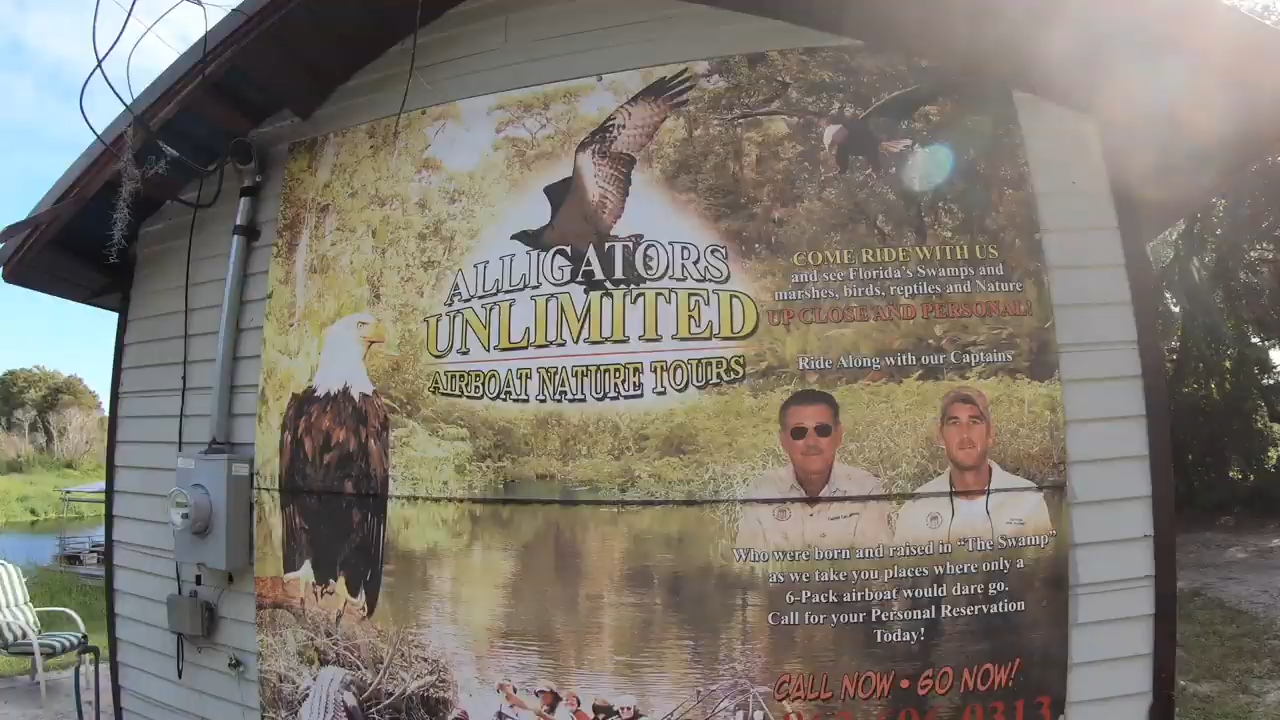 ALLIGATORS
UNLIMITED
AIRBOAT NATURE TOURS
COME RIDE WITH US
and see Florida's Swamps and
marshes, birds, reptiles and Nature
UP CLOSE AND PERSONAL!
Ride Along with our Captains
Who were born and raised in "The Swamp"
as we take you places where only a
6-Pack airboat would dare go.
Call for your Personal Reservation
Today!
CALL NOW • GO NOW!